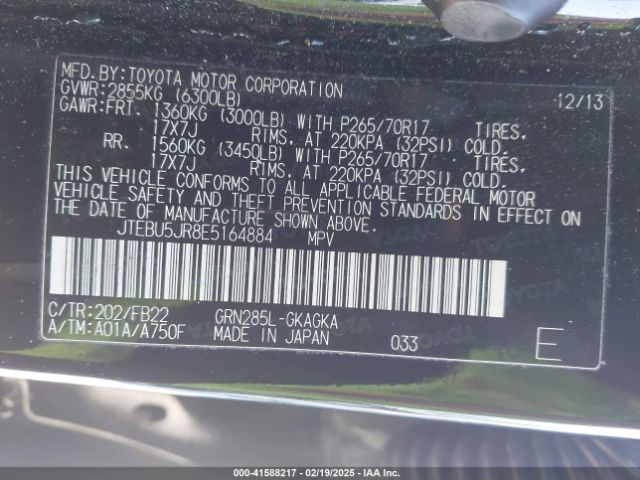 MFD.BY:TOYOTA MOTOR CORPORATION 12/13
GVWR:2855KG (6300LB)
GAWR:FRT. 1360KG (3000LB) WITH P265/70R17 TIRES,
17X7J RIMS, AT 220KPA (32PSI) COLD.
RR. 1560KG (3450LB) WITH P265/70R17 TIRES,
17X7J RIMS, AT 220KPA (32PSI) COLD.
THIS VEHICLE CONFORMS TO ALL APPLICABLE FEDERAL MOTOR
VEHICLE SAFETY AND THEFT PREVENTION STANDARDS IN EFFECT ON
THE DATE OF MANUFACTURE SHOWN ABOVE.
JTEBU5JR8E5164884 MPV
C/TR:202/FB22 GRN285L-GKAGKA
A/TM:A01A/A750F MADE IN JAPAN 033 E
000-41588217 - 02/19/2025 - IAAI.COM